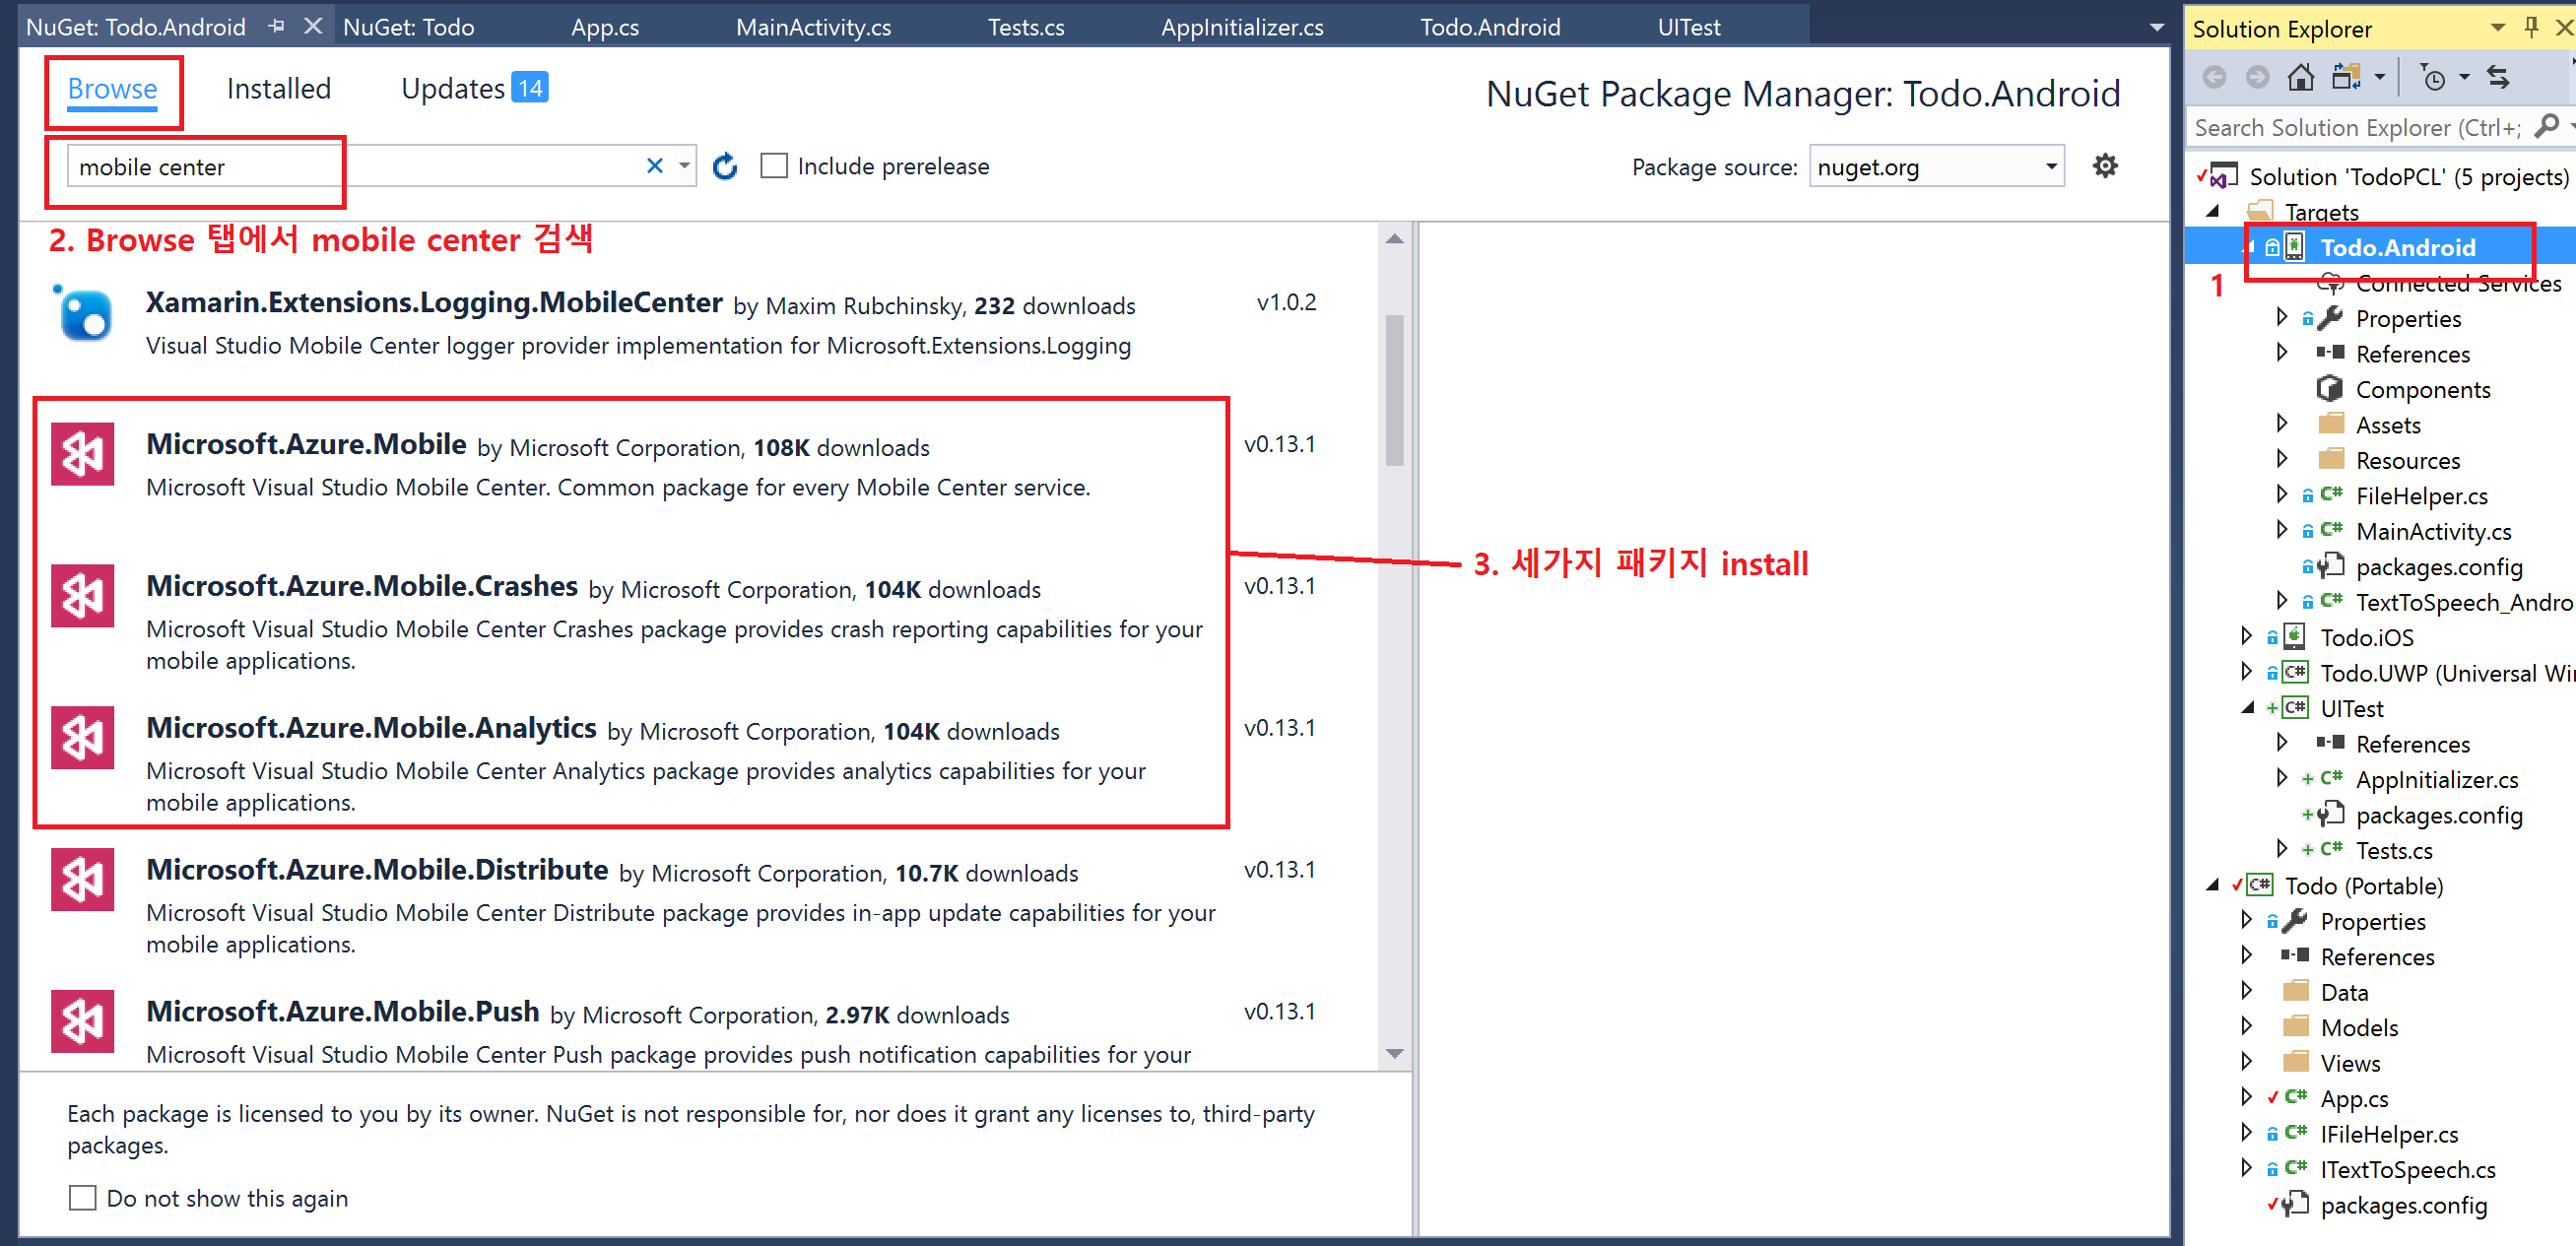 NuGet: Todo.Android
NuGet: Todo
App.cs
MainActivity.cs
Tests.cs
AppInitializer.cs
Todo.Android
UITest
Browse
Installed
Updates 14
NuGet Package Manager: Todo.Android
mobile center
Include prerelease
Package source: nuget.org
2. Browse 탭에서 mobile center 검색
Xamarin.Extensions.Logging.MobileCenter by Maxim Rubchinsky, 232 downloads
v1.0.2
Visual Studio Mobile Center logger provider implementation for Microsoft.Extensions.Logging
Microsoft.Azure.Mobile by Microsoft Corporation, 108K downloads
v0.13.1
Microsoft Visual Studio Mobile Center. Common package for every Mobile Center service.
3. 세가지 패키지 install
Microsoft.Azure.Mobile.Crashes by Microsoft Corporation, 104K downloads
v0.13.1
Microsoft Visual Studio Mobile Center Crashes package provides crash reporting capabilities for your
mobile applications.
Microsoft.Azure.Mobile.Analytics by Microsoft Corporation, 104K downloads
v0.13.1
Microsoft Visual Studio Mobile Center Analytics package provides analytics capabilities for your
mobile applications.
Microsoft.Azure.Mobile.Distribute by Microsoft Corporation, 10.7K downloads
v0.13.1
Microsoft Visual Studio Mobile Center Distribute package provides in-app update capabilities for your
mobile applications.
Microsoft.Azure.Mobile.Push by Microsoft Corporation, 2.97K downloads
v0.13.1
Microsoft Visual Studio Mobile Center Push package provides push notification capabilities for your
Each package is licensed to you by its owner. NuGet is not responsible for, nor does it grant any licenses to, third-party
packages.
Do not show this again
Solution Explorer
Search Solution Explorer (Ctrl+;
Solution 'TodoPCL' (5 projects)
Targets
Todo.Android
1
Connected Services
Properties
References
Components
Assets
Resources
C# FileHelper.cs
C# MainActivity.cs
packages.config
C# TextToSpeech_Andro
Todo.iOS
C# Todo.UWP (Universal Wi
C# UITest
References
C# AppInitializer.cs
packages.config
C# Tests.cs
C# Todo (Portable)
Properties
References
Data
Models
Views
C# App.cs
C# IFileHelper.cs
C# ITextToSpeech.cs
packages.config